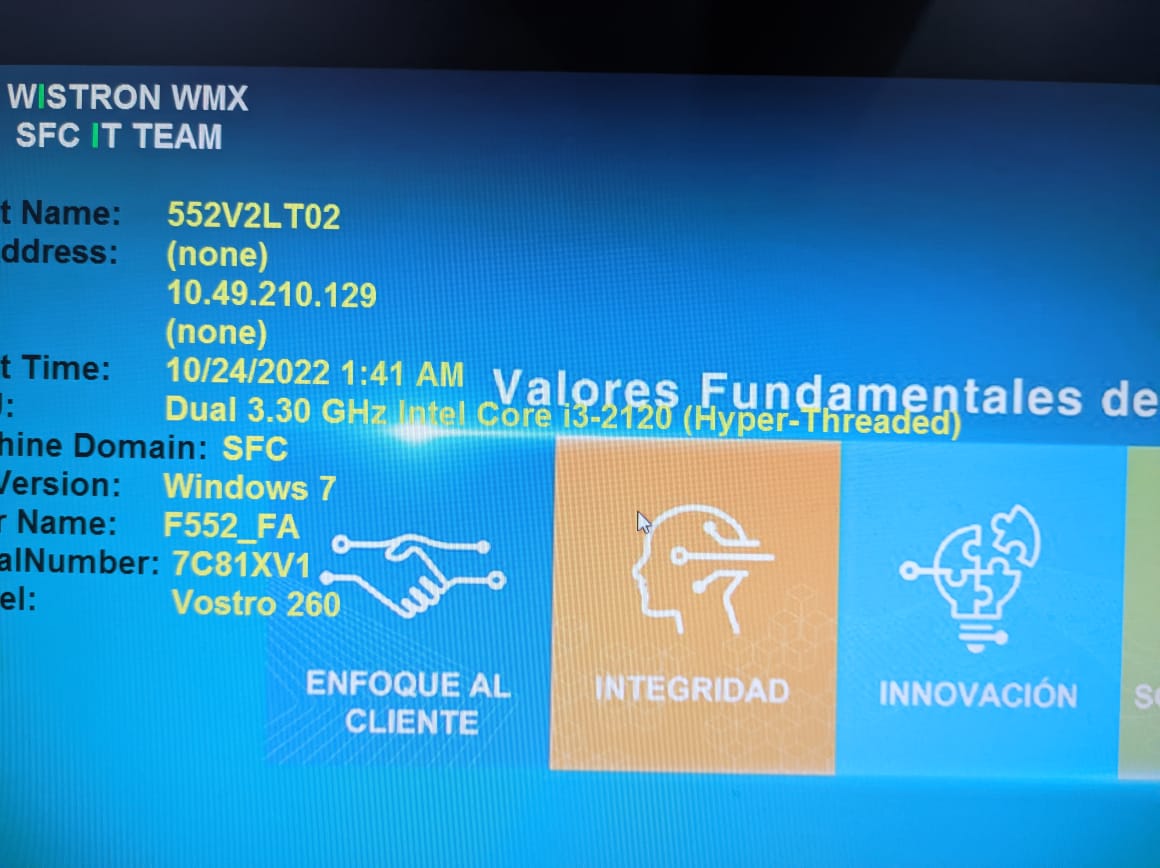 WISTRON WMX
SFC IT TEAM
t Name: 552V2LT02
ddress: (none)
10.49.210.129
(none)
t Time: 10/24/2022 1:41 AM
: Dual 3.30 GHz Intel Core i3-2120 (Hyper-Threaded)
hine Domain: SFC
Version: Windows 7
r Name: F552_FA
alNumber: 7C81XV1
el: Vostro 260
Valores Fundamentales de
ENFOQUE AL
CLIENTE
INTEGRIDAD
INNOVACIÓN